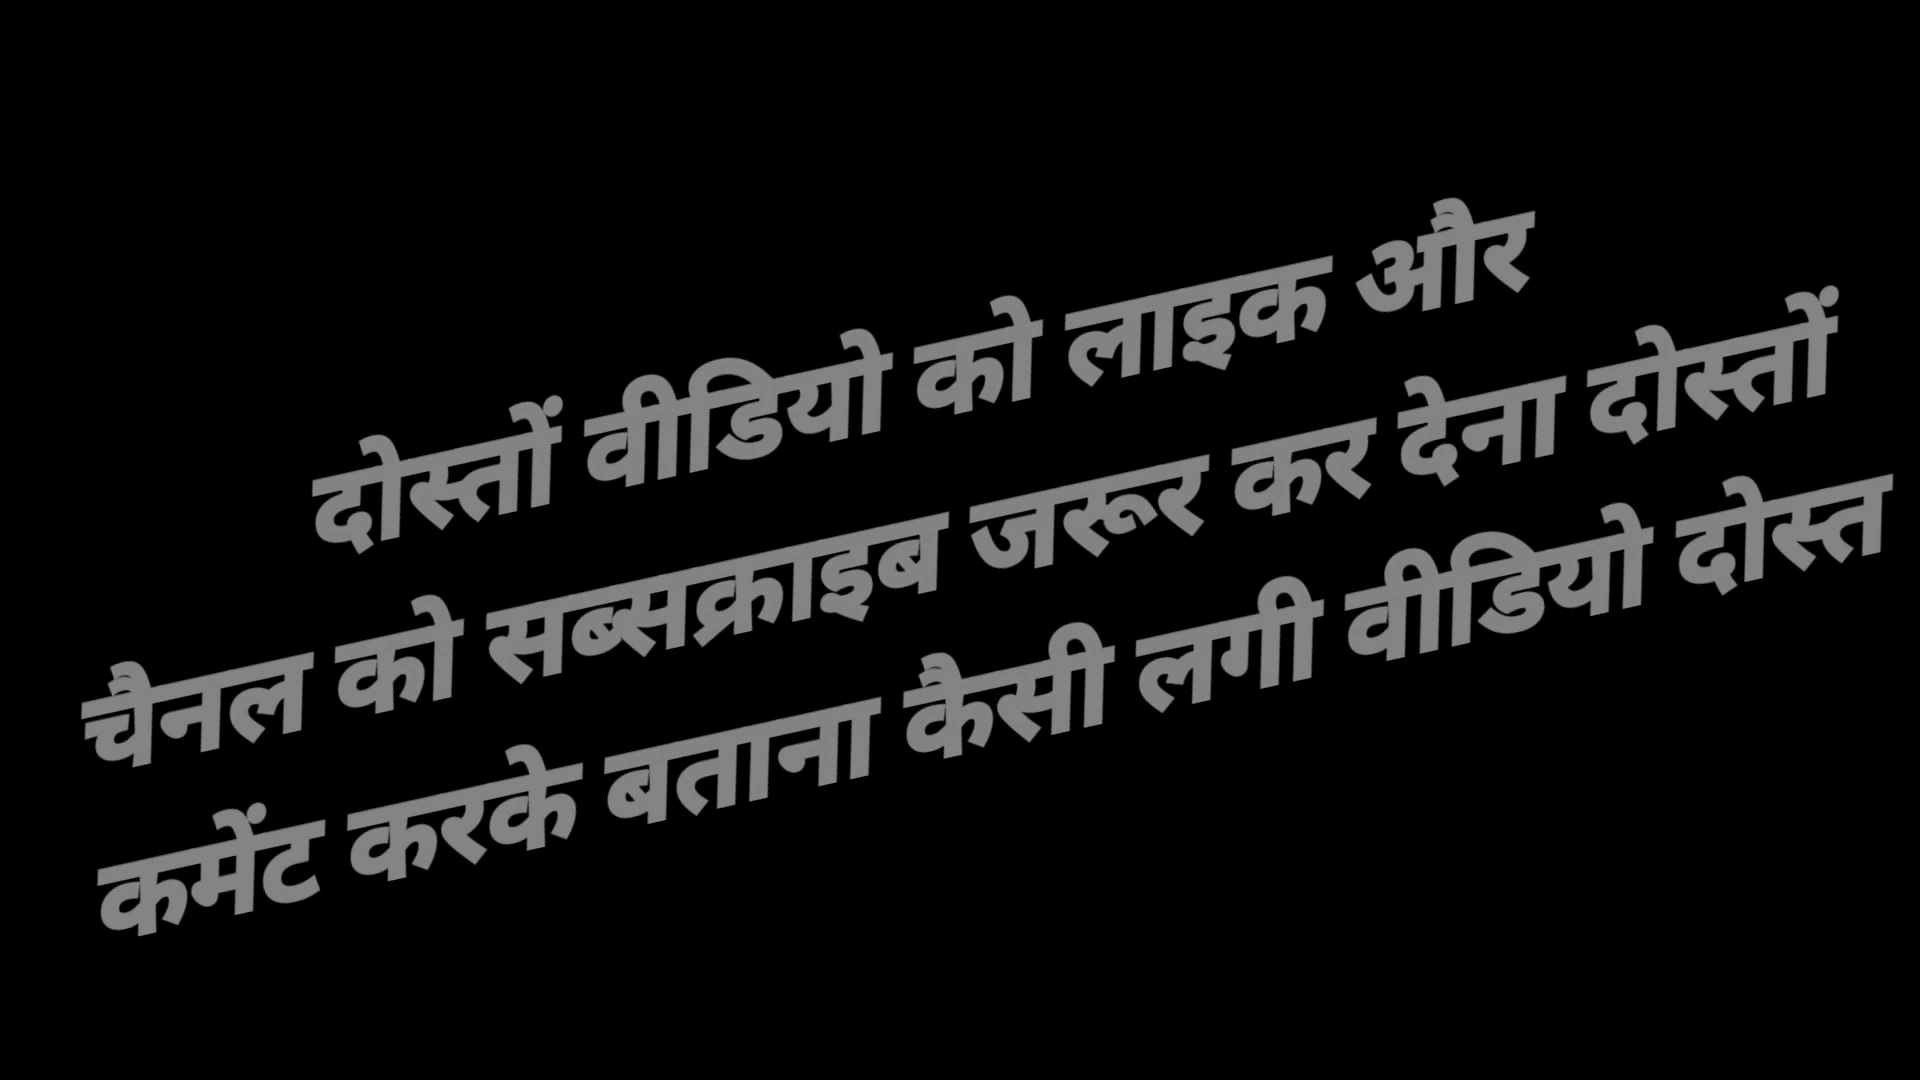 दोस्तों वीडियो को लाइक और
चैनल को सब्सक्राइब जरूर कर देना दोस्तों
कमेंट करके बताना कैसी लगी वीडियो दोस्त